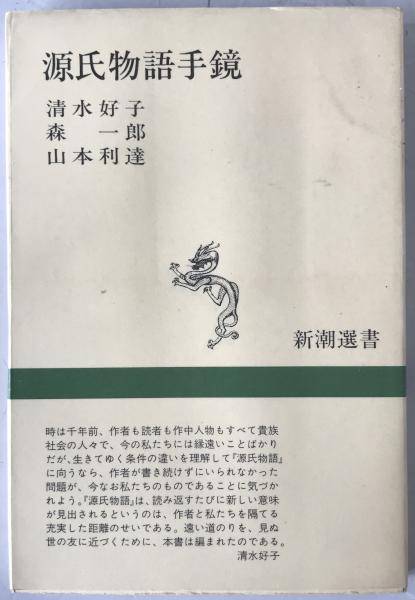 源氏物語手鏡
清水好子
森一郎
山本利達
新潮選書
時は千年前、作者も読者も作中人物もすべて貴族
社会の人々で、今の私たちには縁遠いことばかり
だが、生きてゆく条件の違いを理解して『源氏物語』
に向うなら、作者が書き続けずにいられなかった
問題が、今なお私たちのものであることに気づか
れよう。『源氏物語』は、読み返すたびに新しい意味
が見出されるというのは、作者と私たちを隔てる
充実した距離のせいである。遠い道のりを、見ぬ
世の友に近づくために、本書は編まれたのである。
清水好子